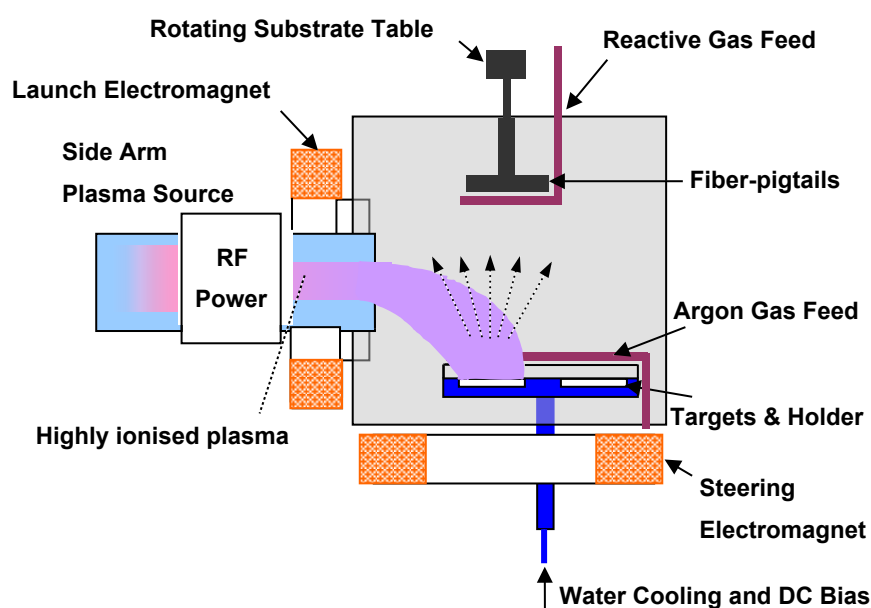 Rotating Substrate Table
Reactive Gas Feed
Launch Electromagnet
Side Arm
Plasma Source
Fiber-pigtails
RF
Power
Argon Gas Feed
Highly ionised plasma
Targets & Holder
Steering
Electromagnet
Water Cooling and DC Bias